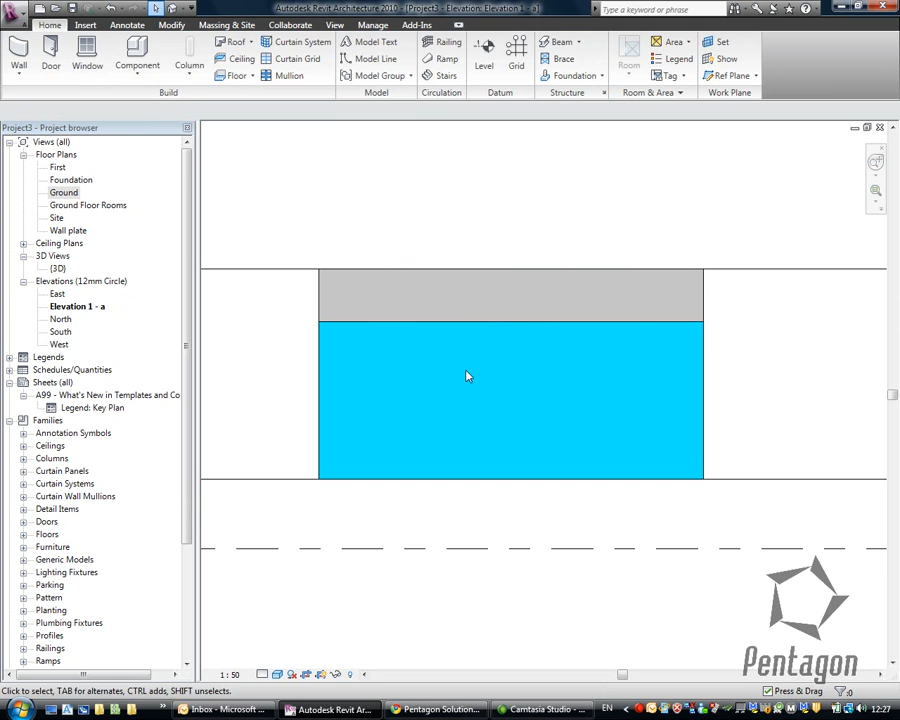 Autodesk Revit Architecture 2010 - [Project3 - Elevation: Elevation 1 - a]
Type a keyword or phrase
Home Insert Annotate Modify Massing & Site Collaborate View Manage Add-Ins
Wall Door Window Component Column
Roof Ceiling Floor
Curtain System Curtain Grid Mullion
Model Text Model Line Model Group
Railing Ramp Stairs
Level Grid
Beam Brace Foundation
Room
Area Legend Tag
Set Show Ref Plane
Build Model Circulation Datum Structure Room & Area Work Plane
Project3 - Project browser
Views (all)
Floor Plans
First
Foundation
Ground
Ground Floor Rooms
Site
Wall plate
Ceiling Plans
3D Views
{3D}
Elevations (12mm Circle)
East
Elevation 1 - a
North
South
West
Legends
Schedules/Quantities
Sheets (all)
A99 - What's New in Templates and Co
Legend: Key Plan
Families
Annotation Symbols
Ceilings
Columns
Curtain Panels
Curtain Systems
Curtain Wall Mullions
Detail Items
Doors
Floors
Furniture
Generic Models
Lighting Fixtures
Parking
Pattern
Planting
Plumbing Fixtures
Profiles
Railings
Ramps
Pentagon
1 : 50
Click to select, TAB for alternates, CTRL adds, SHIFT unselects.
Press & Drag
:0
Inbox - Microsoft ...
Autodesk Revit Ar...
Pentagon Solution...
Camtasia Studio - ...
EN
12:27